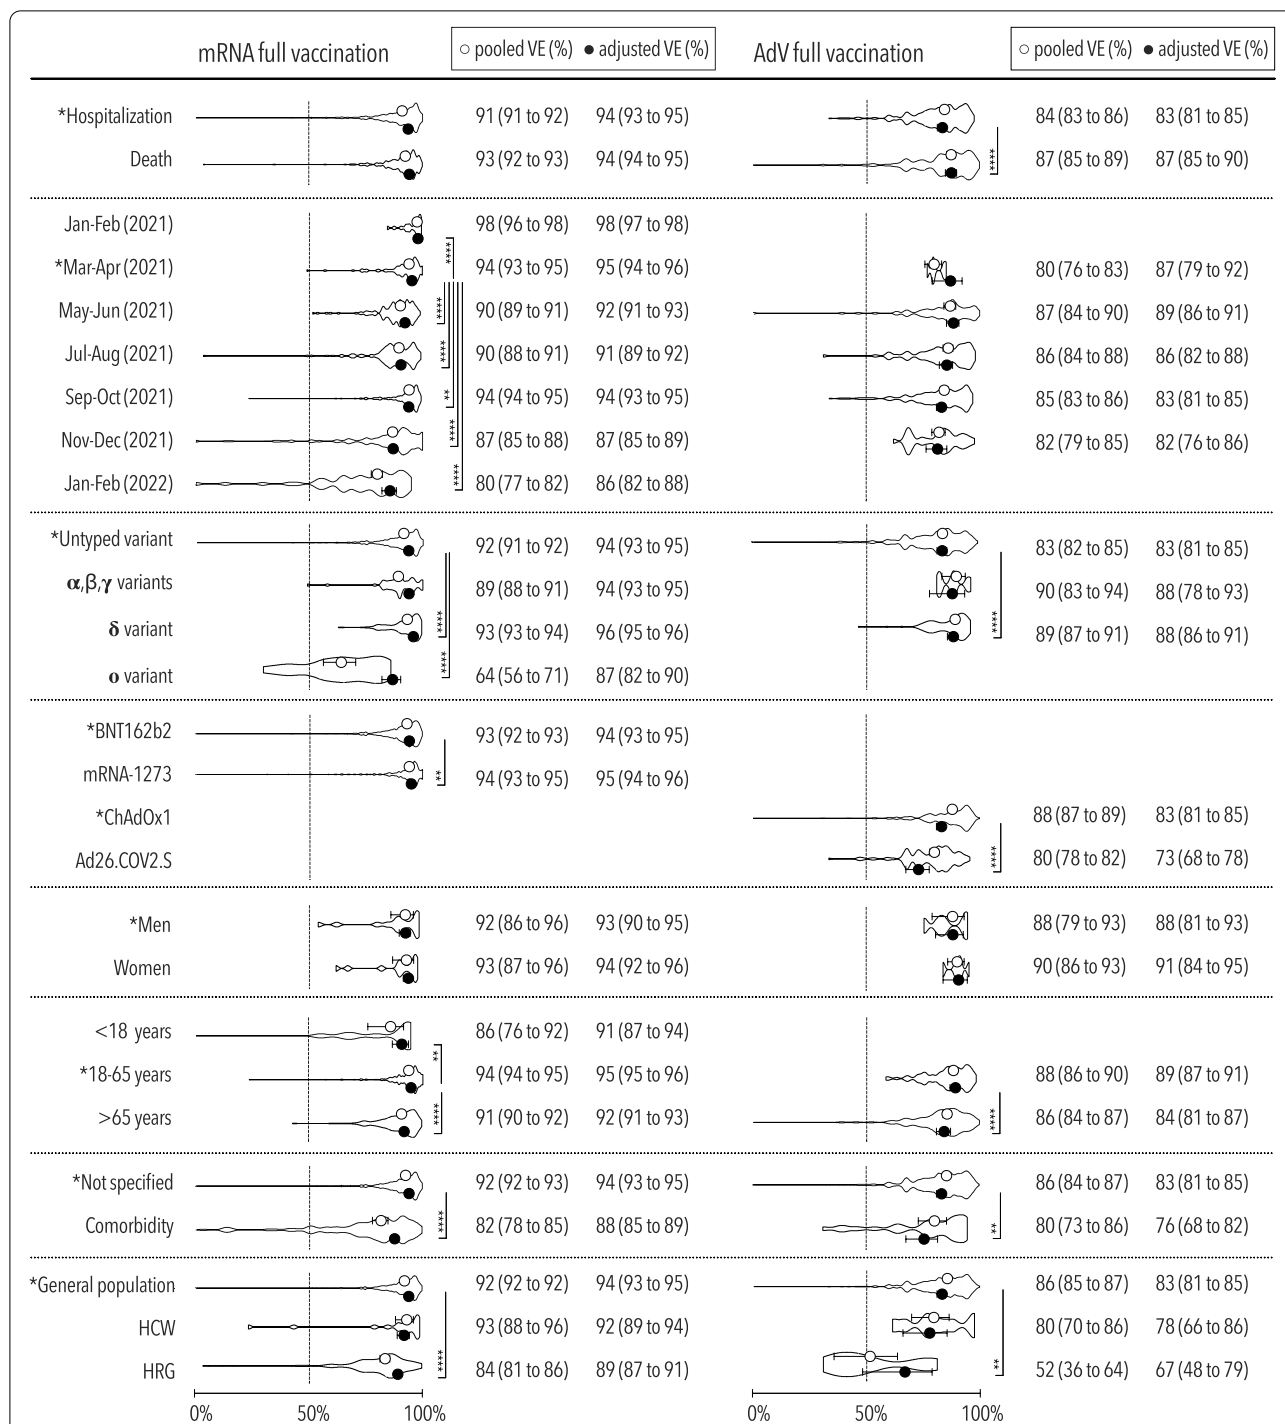 mRNA full vaccination ○ pooled VE (%) ● adjusted VE (%) AdV full vaccination ○ pooled VE (%) ● adjusted VE (%)
*Hospitalization 91 (91 to 92) 94 (93 to 95) 84 (83 to 86) 83 (81 to 85)
Death 93 (92 to 93) 94 (94 to 95) **** 87 (85 to 89) 87 (85 to 90)
Jan-Feb (2021) 98 (96 to 98) 98 (97 to 98)
*Mar-Apr (2021) **** 94 (93 to 95) 95 (94 to 96) 80 (76 to 83) 87 (79 to 92)
May-Jun (2021) **** 90 (89 to 91) 92 (91 to 93) 87 (84 to 90) 89 (86 to 91)
Jul-Aug (2021) **** 90 (88 to 91) 91 (89 to 92) 86 (84 to 88) 86 (82 to 88)
Sep-Oct (2021) ** 94 (94 to 95) 94 (93 to 95) 85 (83 to 86) 83 (81 to 85)
Nov-Dec (2021) **** 87 (85 to 88) 87 (85 to 89) 82 (79 to 85) 82 (76 to 86)
Jan-Feb (2022) **** 80 (77 to 82) 86 (82 to 88)
*Untyped variant 92 (91 to 92) 94 (93 to 95) 83 (82 to 85) 83 (81 to 85)
α,β,γ variants 89 (88 to 91) 94 (93 to 95) 90 (83 to 94) 88 (78 to 93)
δ variant **** 93 (93 to 94) 96 (95 to 96) **** 89 (87 to 91) 88 (86 to 91)
ο variant **** 64 (56 to 71) 87 (82 to 90)
*BNT162b2 93 (92 to 93) 94 (93 to 95)
mRNA-1273 ** 94 (93 to 95) 95 (94 to 96)
*ChAdOx1 88 (87 to 89) 83 (81 to 85)
Ad26.COV2.S **** 80 (78 to 82) 73 (68 to 78)
*Men 92 (86 to 96) 93 (90 to 95) 88 (79 to 93) 88 (81 to 93)
Women 93 (87 to 96) 94 (92 to 96) 90 (86 to 93) 91 (84 to 95)
<18 years ** 86 (76 to 92) 91 (87 to 94)
*18-65 years 94 (94 to 95) 95 (95 to 96) 88 (86 to 90) 89 (87 to 91)
>65 years **** 91 (90 to 92) 92 (91 to 93) **** 86 (84 to 87) 84 (81 to 87)
*Not specified 92 (92 to 93) 94 (93 to 95) 86 (84 to 87) 83 (81 to 85)
Comorbidity **** 82 (78 to 85) 88 (85 to 89) ** 80 (73 to 86) 76 (68 to 82)
*General population 92 (92 to 92) 94 (93 to 95) 86 (85 to 87) 83 (81 to 85)
HCW 93 (88 to 96) 92 (89 to 94) 80 (70 to 86) 78 (66 to 86)
HRG **** 84 (81 to 86) 89 (87 to 91) ** 52 (36 to 64) 67 (48 to 79)
0% 50% 100% 0% 50% 100%